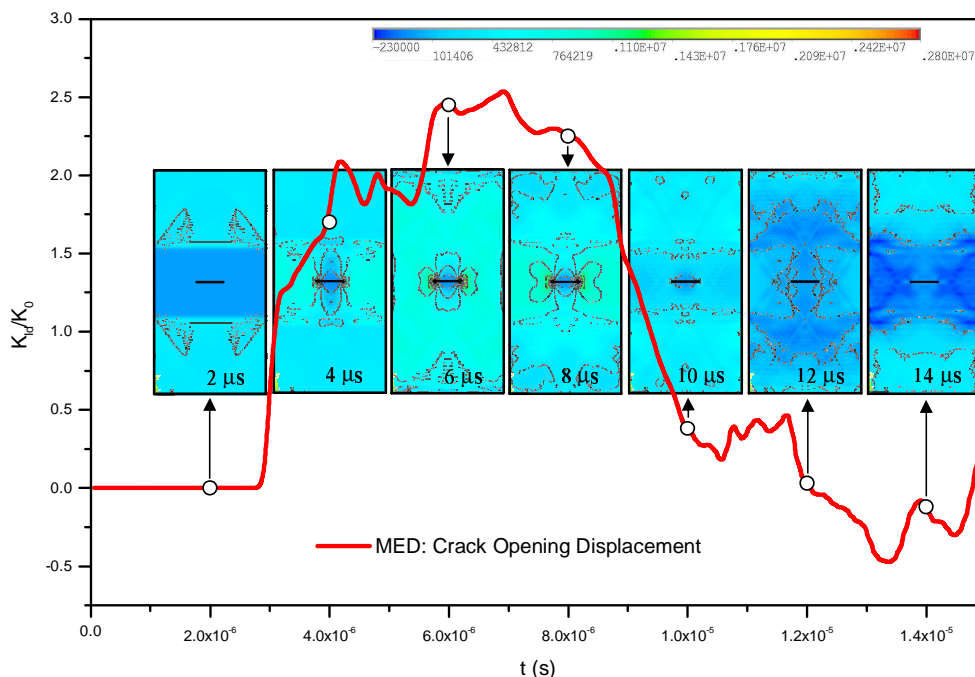 3.0
-230000 432812 .110E+07 .176E+07 .242E+07
101406 764219 .143E+07 .209E+07 .280E+07
2.5
2.0
1.5
1.0
0.5
0.0
-0.5
K_Id/K_0
2 μs
4 μs
6 μs
8 μs
10 μs
12 μs
14 μs
MED: Crack Opening Displacement
0.0 2.0x10^-6 4.0x10^-6 6.0x10^-6 8.0x10^-6 1.0x10^-5 1.2x10^-5 1.4x10^-5
t (s)